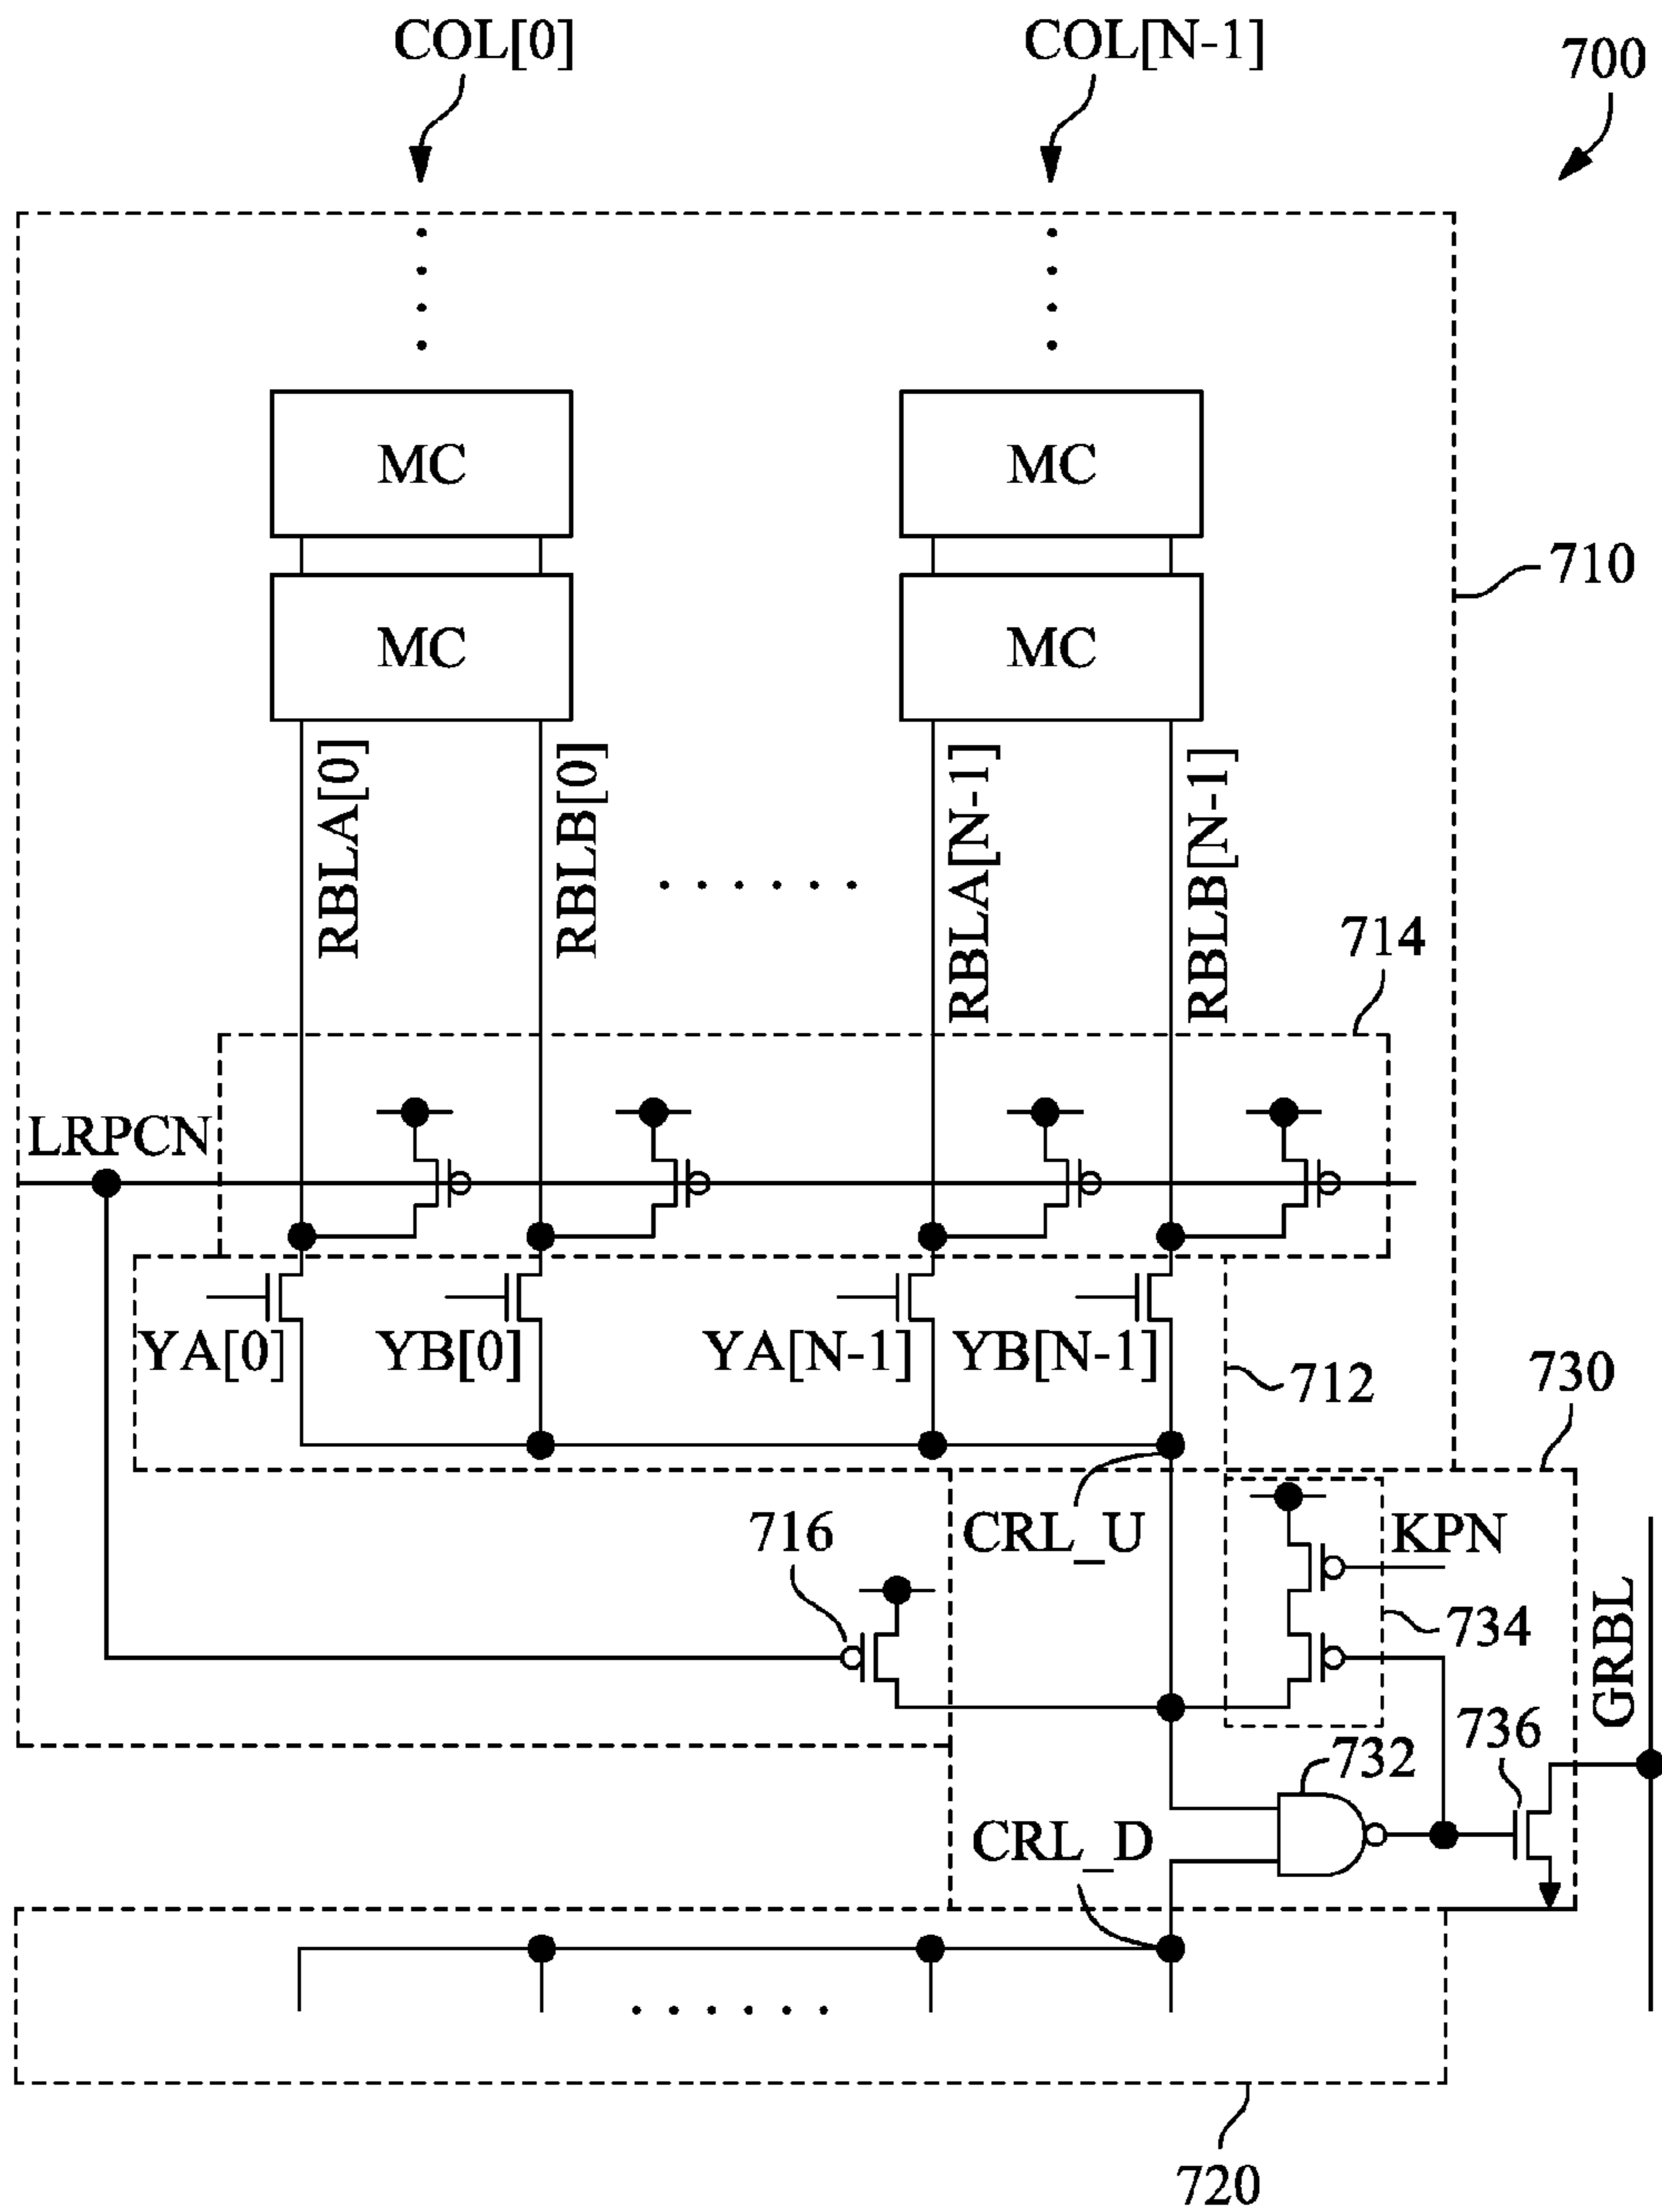 COL[0]
COL[N-1]
700
MC
MC
710
MC
MC
RBLA[0]
RBLB[0]
RBLA[N-1]
RBLB[N-1]
714
LRPCN
YA[0]
YB[0]
YA[N-1]
YB[N-1]
712
730
716
CRL_U
KPN
734
GRBL
736
732
CRL_D
720